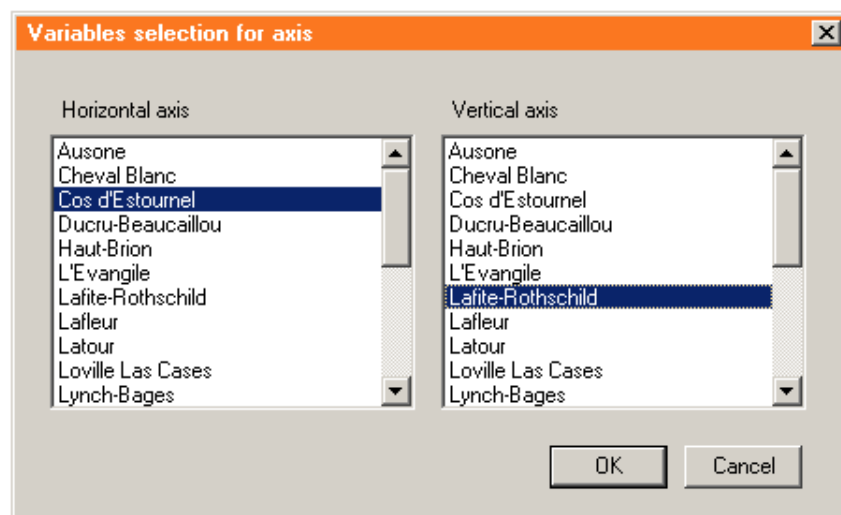 Variables selection for axis
Horizontal axis
Ausone
Cheval Blanc
Cos d'Estournel
Ducru-Beaucaillou
Haut-Brion
L'Evangile
Lafite-Rothschild
Lafleur
Latour
Loville Las Cases
Lynch-Bages
Vertical axis
Ausone
Cheval Blanc
Cos d'Estournel
Ducru-Beaucaillou
Haut-Brion
L'Evangile
Lafite-Rothschild
Lafleur
Latour
Loville Las Cases
Lynch-Bages
OK
Cancel